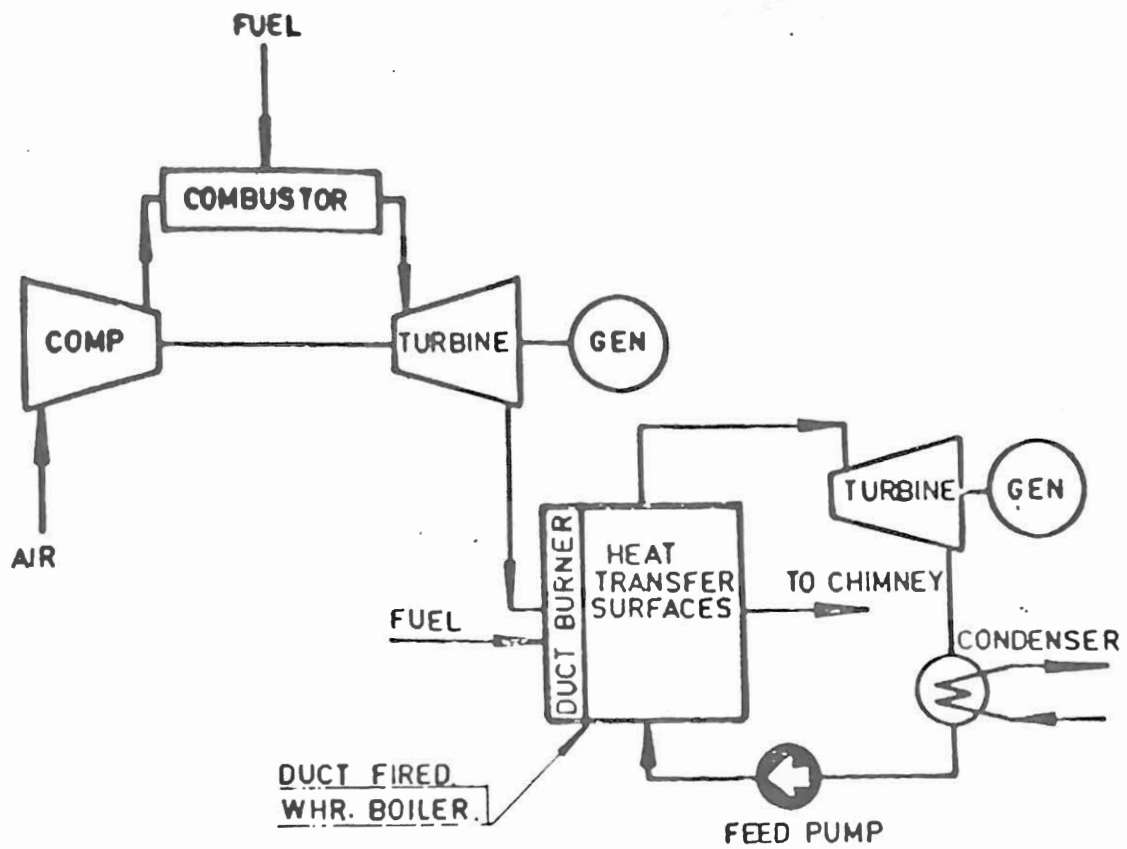 FUEL
COMBUSTOR
COMP
TURBINE
GEN
AIR
TURBINE
GEN
DUCT BURNER
HEAT
TRANSFER
SURFACES
TO CHIMNEY
FUEL
CONDENSER
DUCT FIRED.
WHR. BOILER.
FEED PUMP